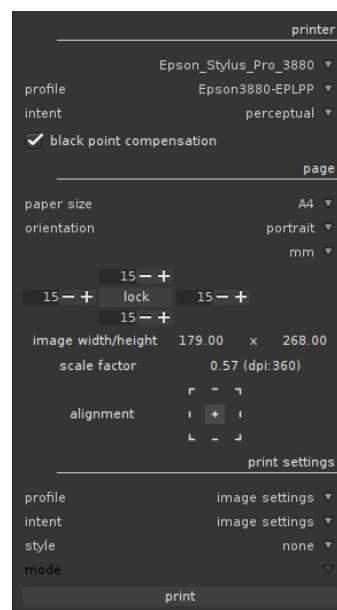 printer
Epson_Stylus_Pro_3880
profile Epson3880-EPLPP
intent perceptual
black point compensation
page
paper size A4
orientation portrait
mm
15 − +
15 − + lock 15 − +
15 − +
image width/height 179.00 x 268.00
scale factor 0.57 (dpi:360)
alignment
print settings
profile image settings
intent image settings
style none
mode
print